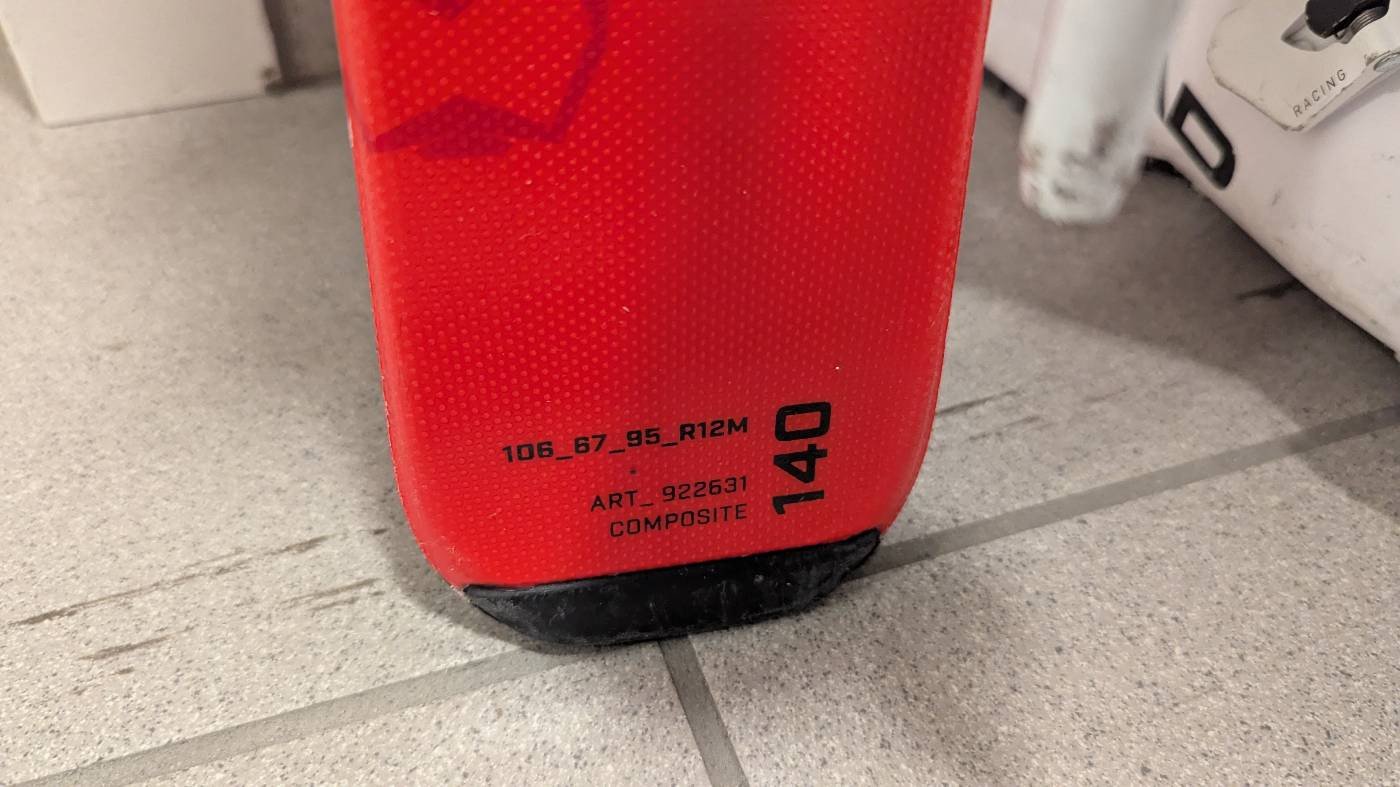 106_67_95_R12M
ART_ 922631
COMPOSITE
140
RACING
D